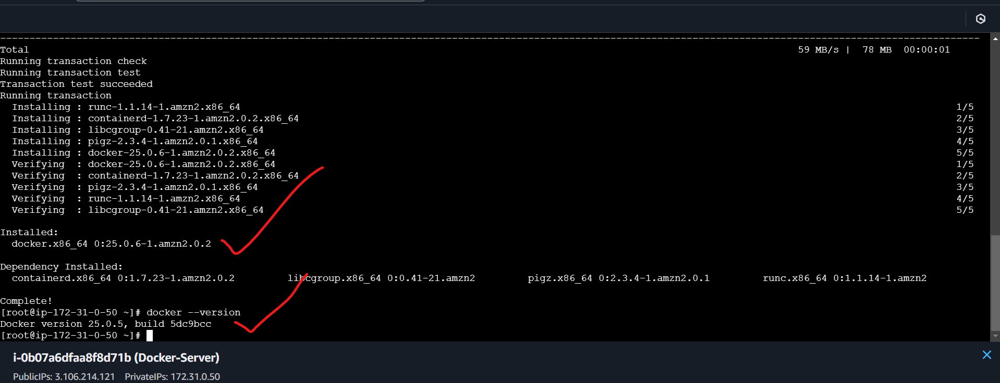 Total 59 MB/s | 78 MB 00:00:01
Running transaction check
Running transaction test
Transaction test succeeded
Running transaction
Installing : runc-1.1.14-1.amzn2.x86_64 1/5
Installing : containerd-1.7.23-1.amzn2.0.2.x86_64 2/5
Installing : libcgroup-0.41-21.amzn2.x86_64 3/5
Installing : pigz-2.3.4-1.amzn2.0.1.x86_64 4/5
Installing : docker-25.0.6-1.amzn2.0.2.x86_64 5/5
Verifying : docker-25.0.6-1.amzn2.0.2.x86_64 1/5
Verifying : containerd-1.7.23-1.amzn2.0.2.x86_64 2/5
Verifying : pigz-2.3.4-1.amzn2.0.1.x86_64 3/5
Verifying : runc-1.1.14-1.amzn2.x86_64 4/5
Verifying : libcgroup-0.41-21.amzn2.x86_64 5/5
Installed:
docker.x86_64 0:25.0.6-1.amzn2.0.2
Dependency Installed:
containerd.x86_64 0:1.7.23-1.amzn2.0.2 libcgroup.x86_64 0:0.41-21.amzn2 pigz.x86_64 0:2.3.4-1.amzn2.0.1 runc.x86_64 0:1.1.14-1.amzn2
Complete!
[root@ip-172-31-0-50 ~]# docker --version
Docker version 25.0.5, build 5dc9bcc
[root@ip-172-31-0-50 ~]#
i-0b07a6dfaa8f8d71b (Docker-Server)
PublicIPs: 3.106.214.121 PrivateIPs: 172.31.0.50